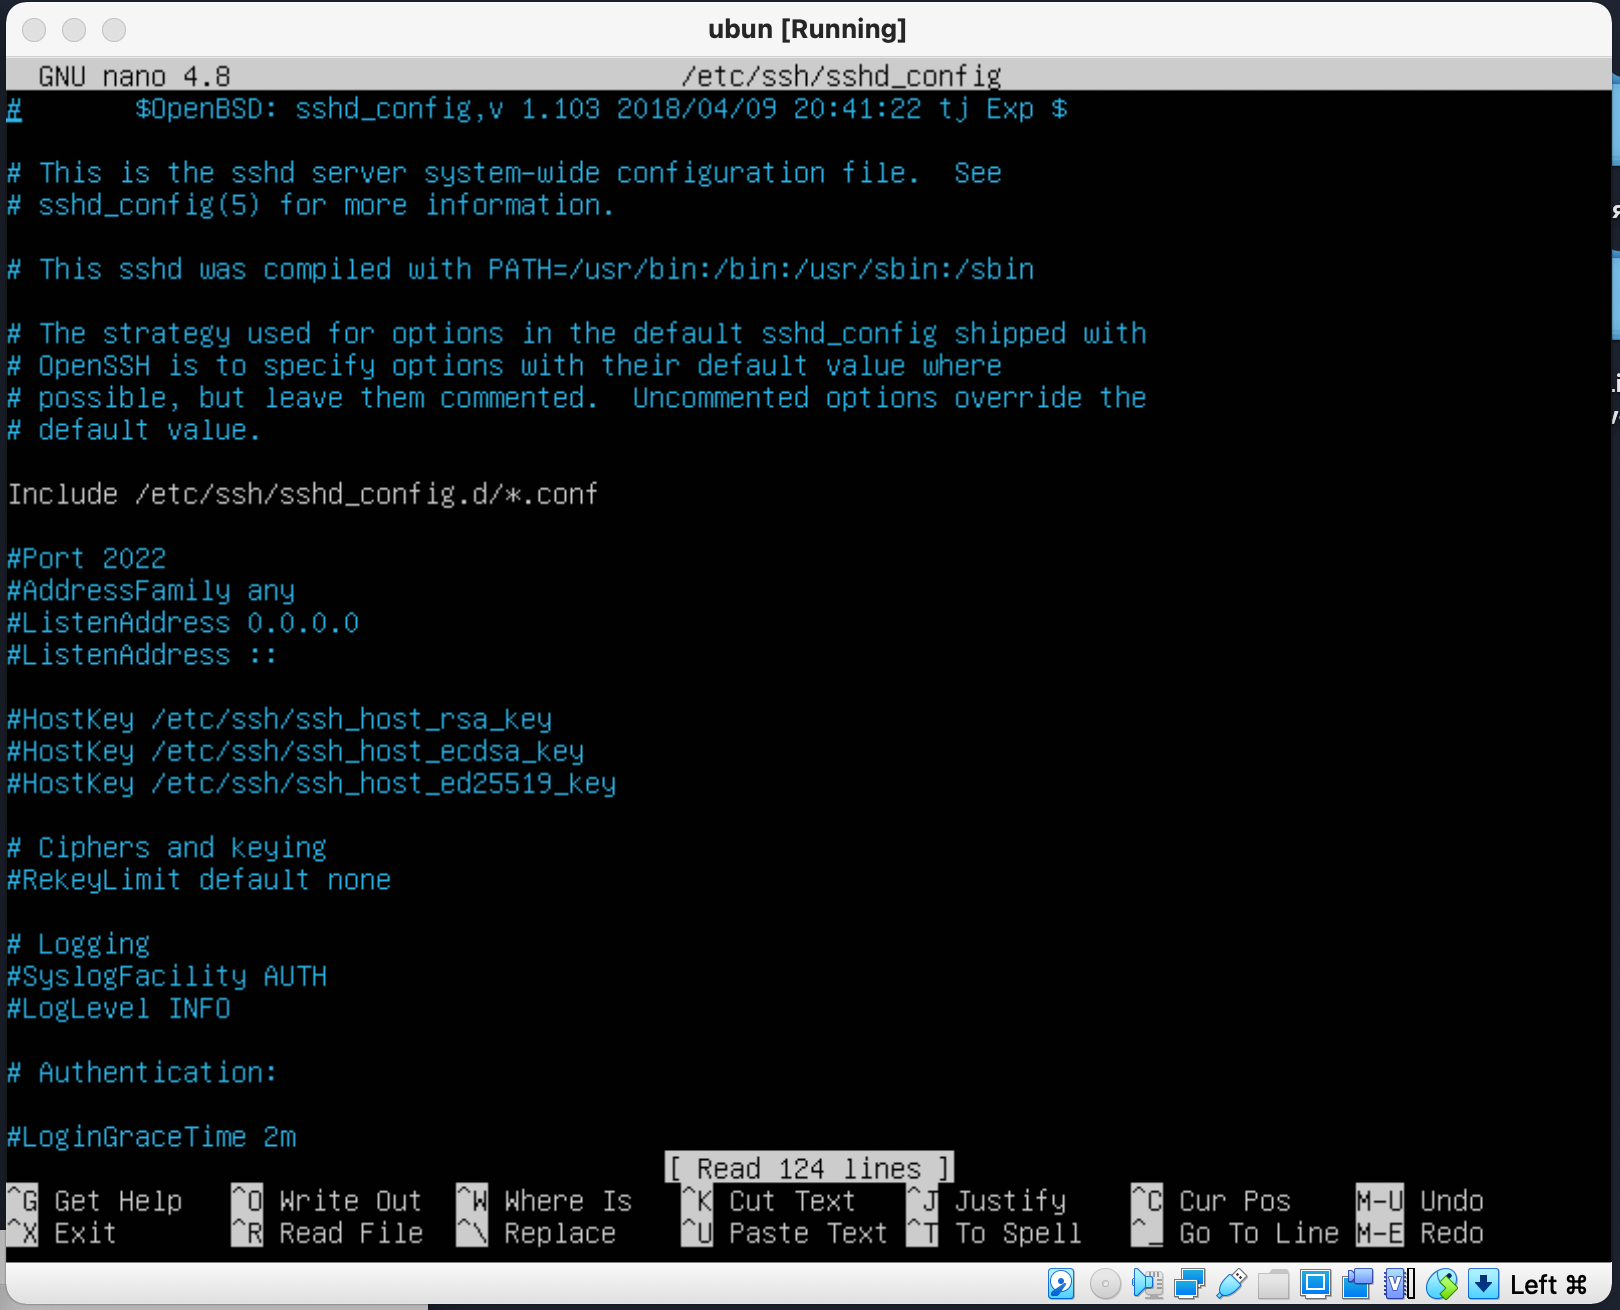 ubun [Running]
GNU nano 4.8 /etc/ssh/sshd_config
# $OpenBSD: sshd_config,v 1.103 2018/04/09 20:41:22 tj Exp $
# This is the sshd server system-wide configuration file. See
# sshd_config(5) for more information.
# This sshd was compiled with PATH=/usr/bin:/bin:/usr/sbin:/sbin
# The strategy used for options in the default sshd_config shipped with
# OpenSSH is to specify options with their default value where
# possible, but leave them commented. Uncommented options override the
# default value.
Include /etc/ssh/sshd_config.d/*.conf
#Port 2022
#AddressFamily any
#ListenAddress 0.0.0.0
#ListenAddress ::
#HostKey /etc/ssh/ssh_host_rsa_key
#HostKey /etc/ssh/ssh_host_ecdsa_key
#HostKey /etc/ssh/ssh_host_ed25519_key
# Ciphers and keying
#RekeyLimit default none
# Logging
#SyslogFacility AUTH
#LogLevel INFO
# Authentication:
#LoginGraceTime 2m
[ Read 124 lines ]
^G Get Help ^O Write Out ^W Where Is ^K Cut Text ^J Justify ^C Cur Pos M-U Undo
^X Exit ^R Read File ^\ Replace ^U Paste Text ^T To Spell ^_ Go To Line M-E Redo
Left ⌘